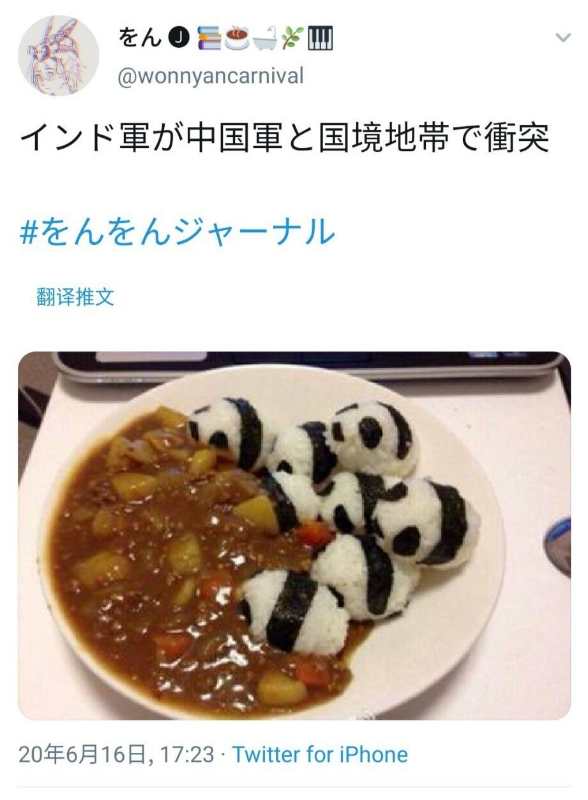 をん🅙📚☕🛁🌿🎹
@wonnyancarnival
インド軍が中国軍と国境地帯で衝突
#をんをんジャーナル
翻译推文
20年6月16日, 17:23 · Twitter for iPhone